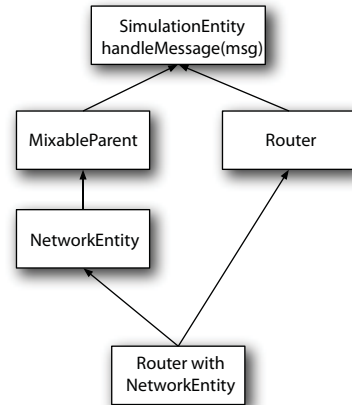 SimulationEntity
handleMessage(msg)
MixableParent
Router
NetworkEntity
Router with
NetworkEntity